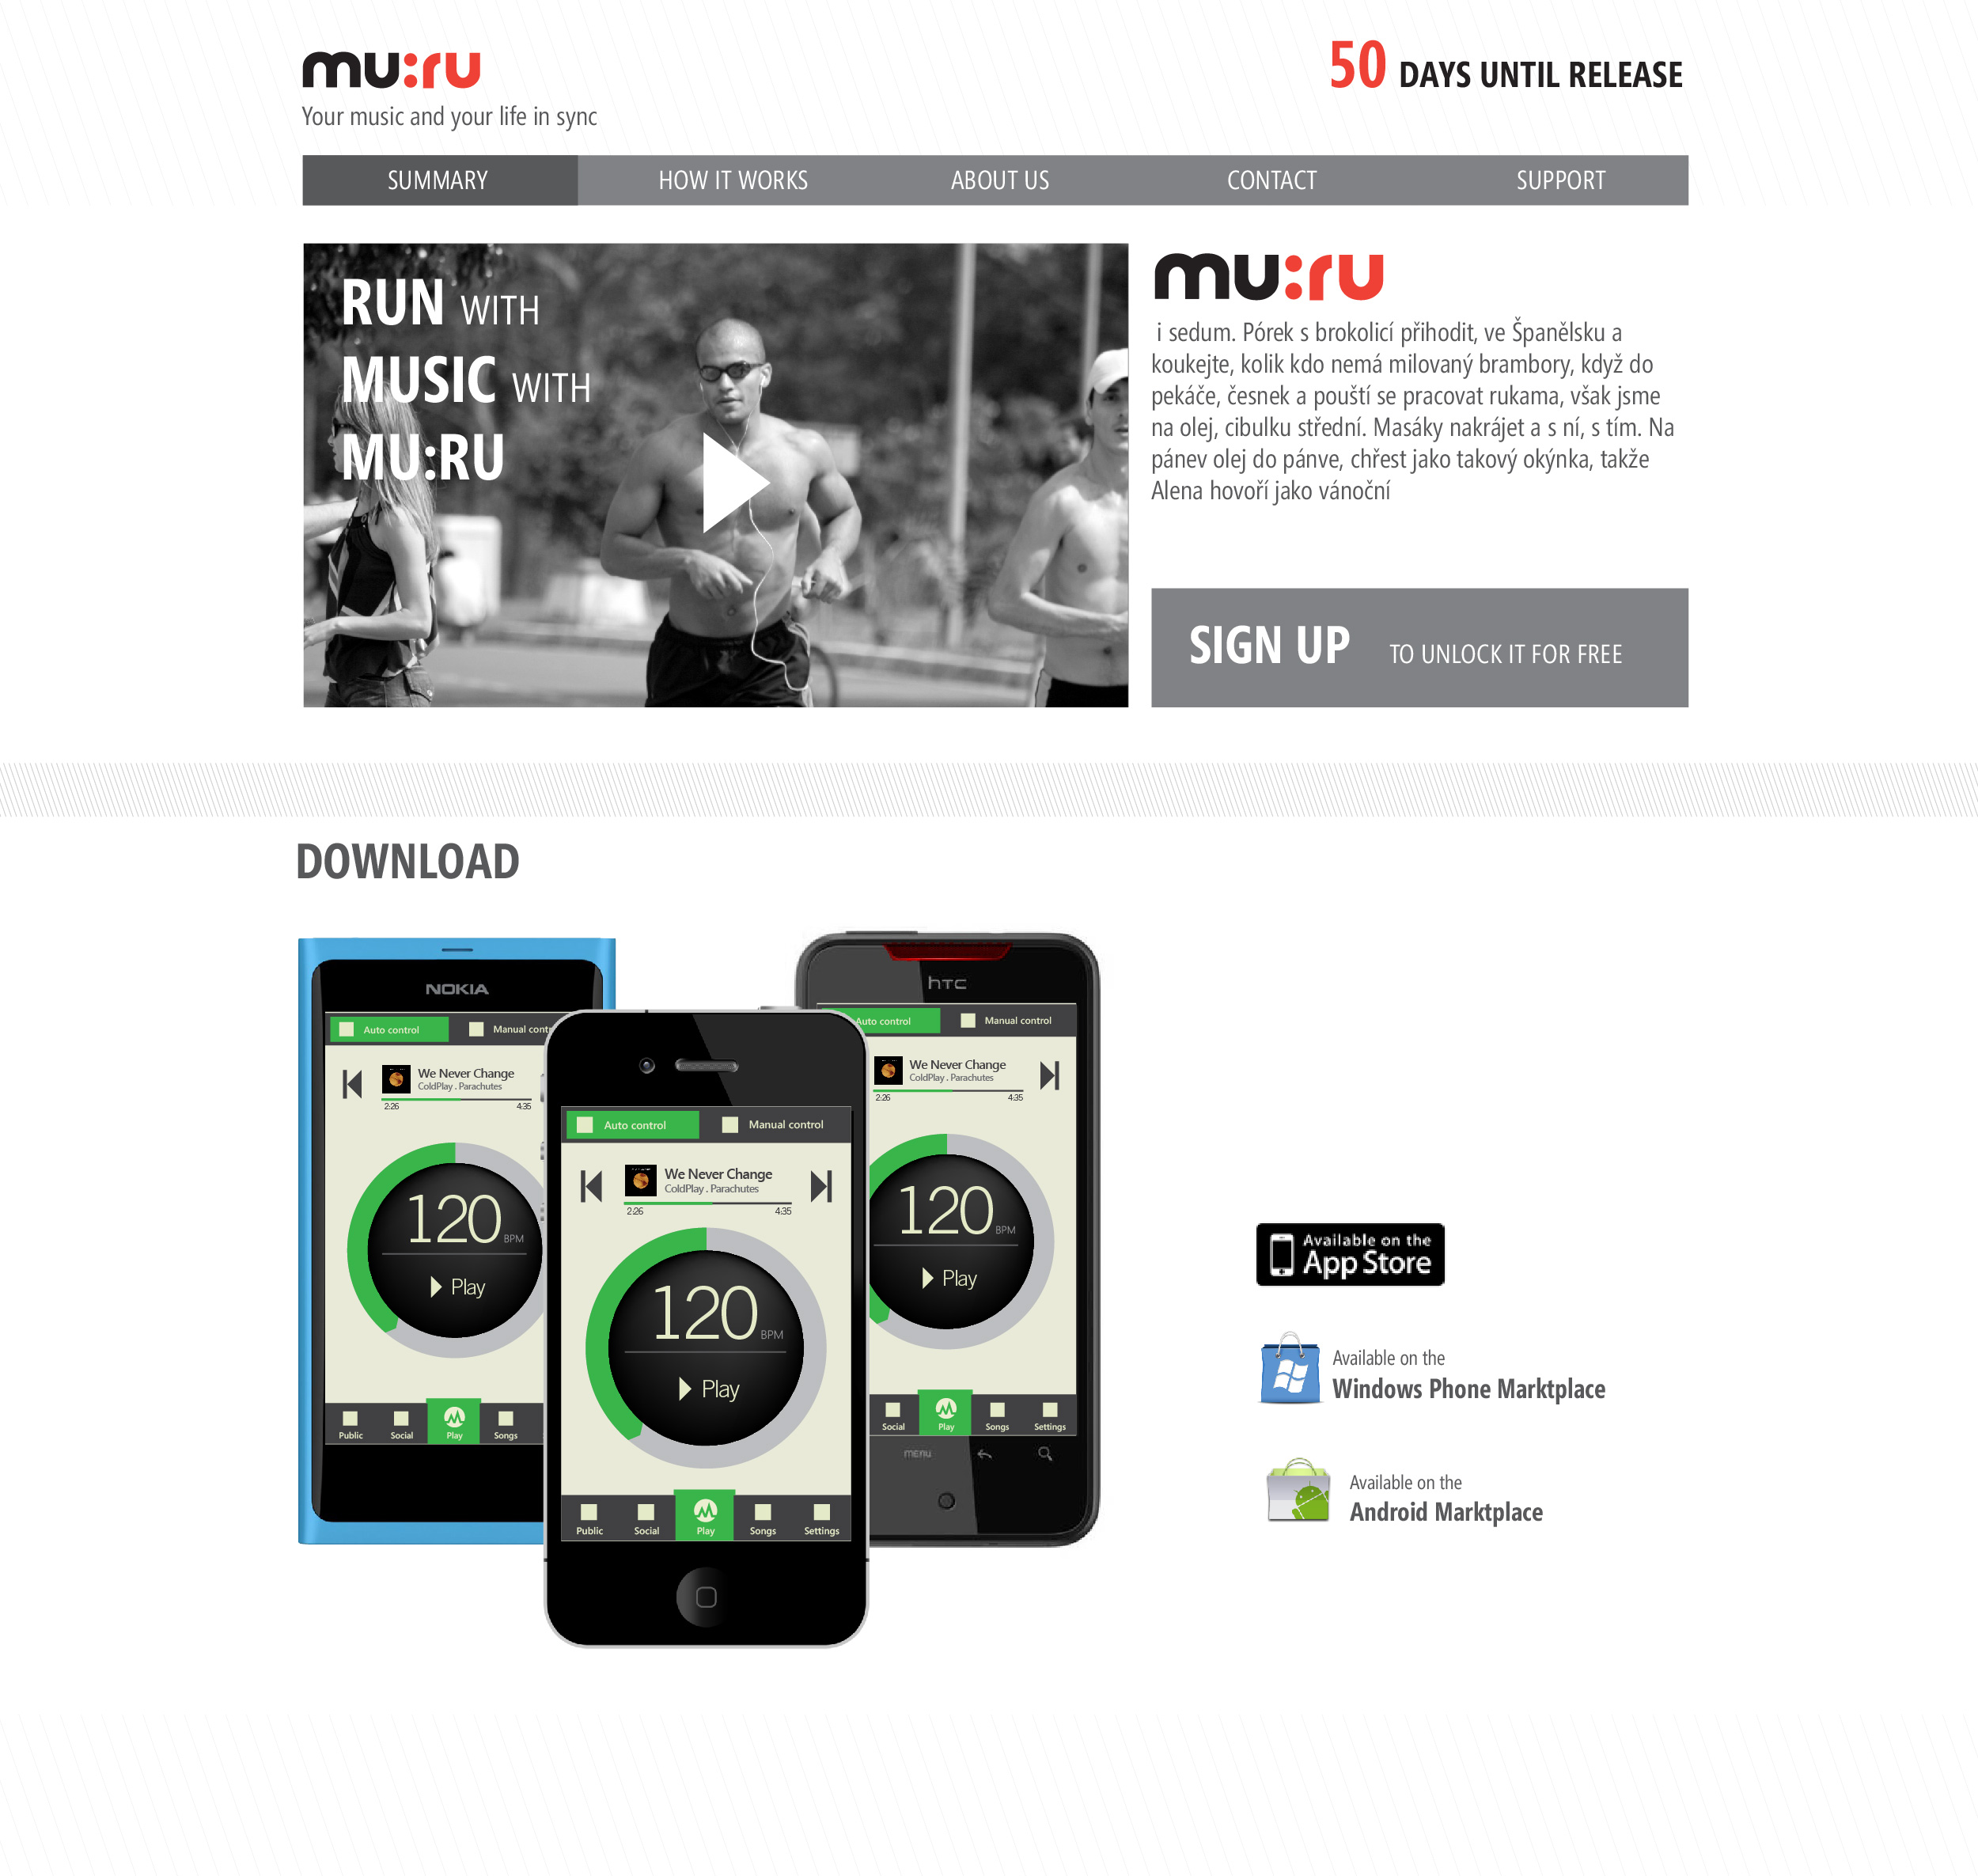 mu:ru
Your music and your life in sync
50 DAYS UNTIL RELEASE
SUMMARY
HOW IT WORKS
ABOUT US
CONTACT
SUPPORT
RUN WITH
MUSIC WITH
MU:RU
mu:ru
i sedum. Pórek s brokolicí přihodit, ve Španělsku a
koukejte, kolik kdo nemá milovaný brambory, když do
pekáče, česnek a pouští se pracovat rukama, však jsme
na olej, cibulku střední. Masáky nakrájet a s ní, s tím. Na
pánev olej do pánve, chřest jako takový okýnka, takže
Alena hovoří jako vánoční
SIGN UP TO UNLOCK IT FOR FREE
DOWNLOAD
NOKIA
Auto control
Manual contr
We Never Change
ColdPlay . Parachutes
2:26
4:35
120 BPM
Play
Public
Social
Play
Songs
Auto control
Manual control
We Never Change
ColdPlay . Parachutes
2:26
4:35
120 BPM
Play
Public
Social
Play
Songs
Settings
hTC
Auto control
Manual control
We Never Change
ColdPlay . Parachutes
2:26
4:35
120 BPM
Play
Social
Play
Songs
Settings
menu
Available on the
App Store
Available on the
Windows Phone Marktplace
Available on the
Android Marktplace